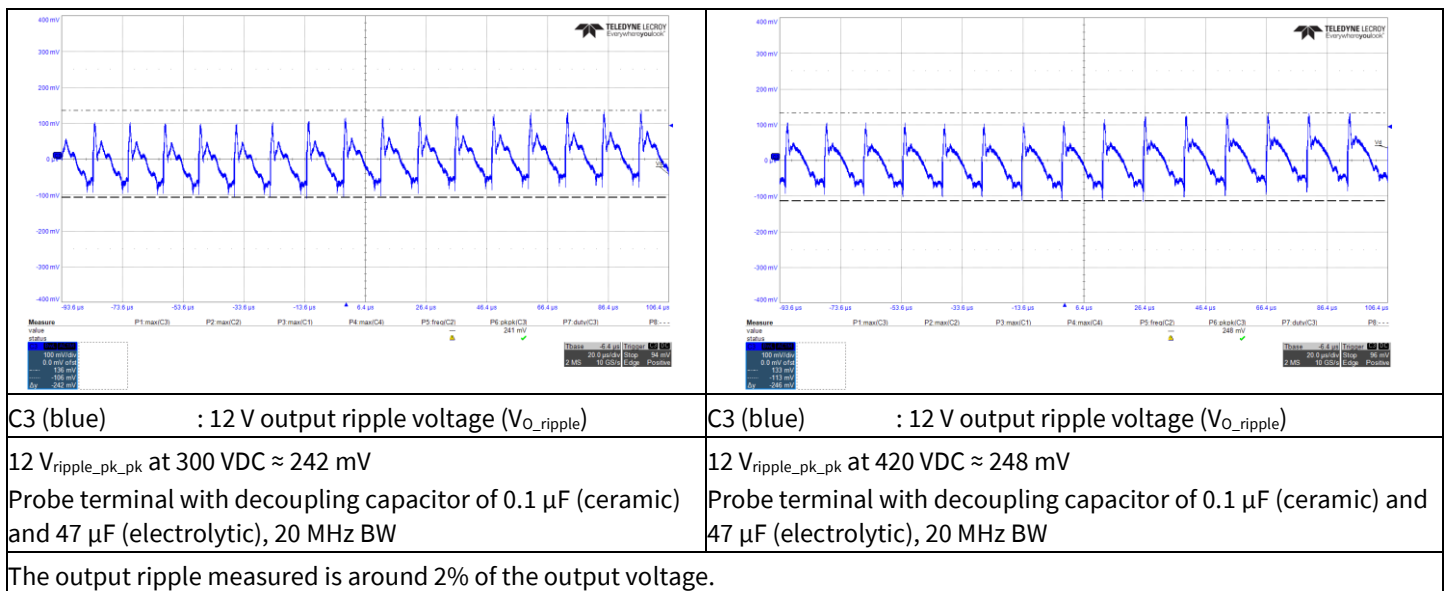 400 mV
TELEDYNE LECROY
Everywhereyoulook
300 mV
200 mV
100 mV
0 µV
-100 mV
-200 mV
-300 mV
-400 mV
-93.6 µs -73.6 µs -53.6 µs -33.6 µs -13.6 µs 6.4 µs 26.4 µs 46.4 µs 66.4 µs 86.4 µs 106.4 µs
Measure P1:max(C3) P2:max(C2) P3:max(C1) P4:max(C4) P5:freq(C2) P6:pkpk(C3) P7:duty(C3) P8:- - -
value --- 241 mV
status
C3
100 mV/div
0.0 mV ofst
136 mV
-106 mV
Δy -242 mV
Tbase -6.4 µs Trigger C3 DC
20.0 µs/div Stop 94 mV
2 MS 10 GS/s Edge Positive
400 mV
TELEDYNE LECROY
Everywhereyoulook
300 mV
200 mV
100 mV
0 µV
-100 mV
-200 mV
-300 mV
-400 mV
-93.6 µs -73.6 µs -53.6 µs -33.6 µs -13.6 µs 6.4 µs 26.4 µs 46.4 µs 66.4 µs 86.4 µs 106.4 µs
Measure P1:max(C3) P2:max(C2) P3:max(C1) P4:max(C4) P5:freq(C2) P6:pkpk(C3) P7:duty(C3) P8:- - -
value --- 248 mV
status
100 mV/div
0.0 mV ofst
133 mV
-113 mV
Δy -246 mV
Tbase -6.4 µs Trigger C3 DC
20.0 µs/div Stop 96 mV
2 MS 10 GS/s Edge Positive
C3 (blue) : 12 V output ripple voltage (VO_ripple)
C3 (blue) : 12 V output ripple voltage (VO_ripple)
12 Vripple_pk_pk at 300 VDC ≈ 242 mV
Probe terminal with decoupling capacitor of 0.1 µF (ceramic)
and 47 µF (electrolytic), 20 MHz BW
12 Vripple_pk_pk at 420 VDC ≈ 248 mV
Probe terminal with decoupling capacitor of 0.1 µF (ceramic) and
47 µF (electrolytic), 20 MHz BW
The output ripple measured is around 2% of the output voltage.